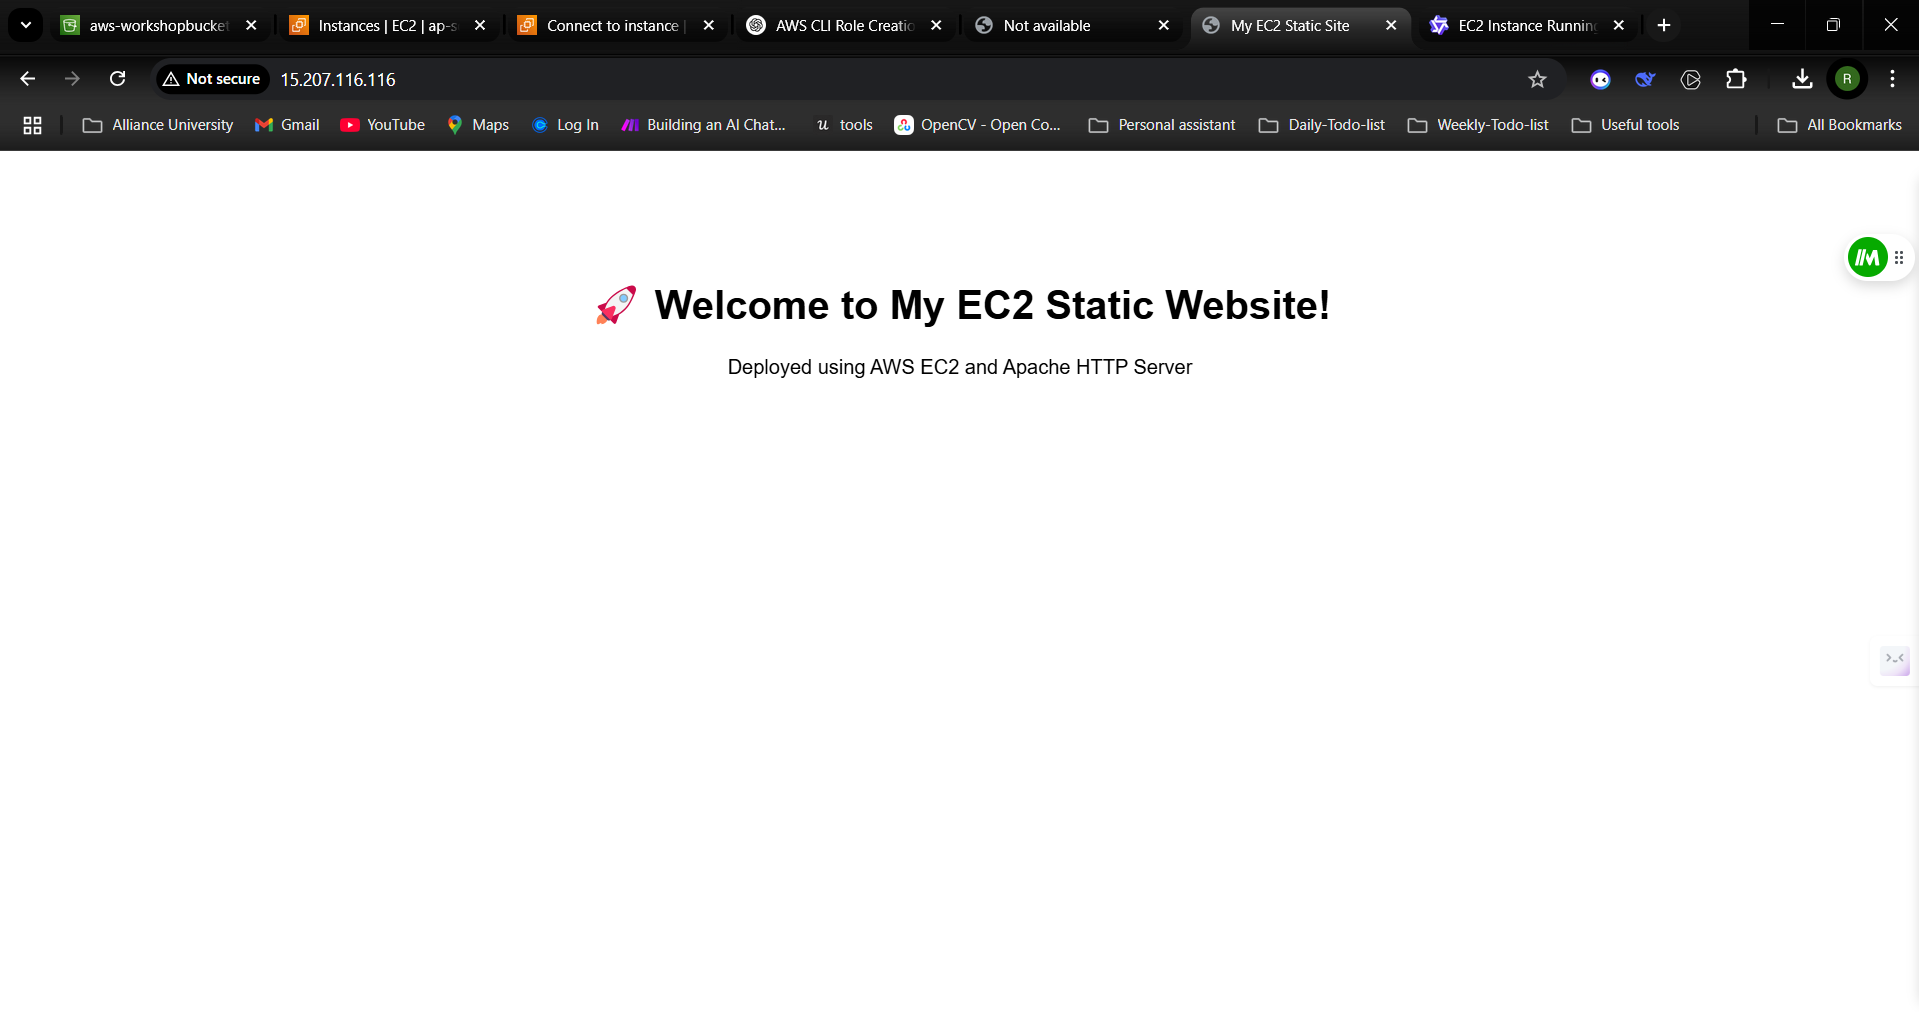 aws-workshopbucket
Instances | EC2 | ap-s
Connect to instance |
AWS CLI Role Creatio
Not available
My EC2 Static Site
EC2 Instance Running
Not secure
15.207.116.116
R
Alliance University
Gmail
YouTube
Maps
Log In
Building an AI Chat...
tools
OpenCV - Open Co...
Personal assistant
Daily-Todo-list
Weekly-Todo-list
Useful tools
All Bookmarks
🚀 Welcome to My EC2 Static Website!
Deployed using AWS EC2 and Apache HTTP Server